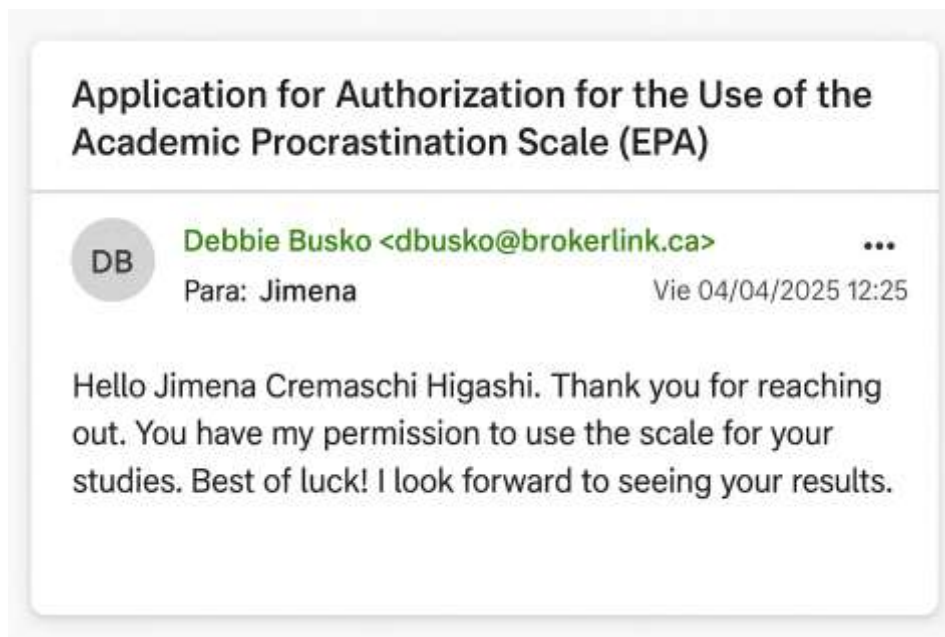 Application for Authorization for the Use of the
Academic Procrastination Scale (EPA)
DB
Debbie Busko <dbusko@brokerlink.ca>
...
Para: Jimena
Vie 04/04/2025 12:25
Hello Jimena Cremaschi Higashi. Thank you for reaching
out. You have my permission to use the scale for your
studies. Best of luck! I look forward to seeing your results.